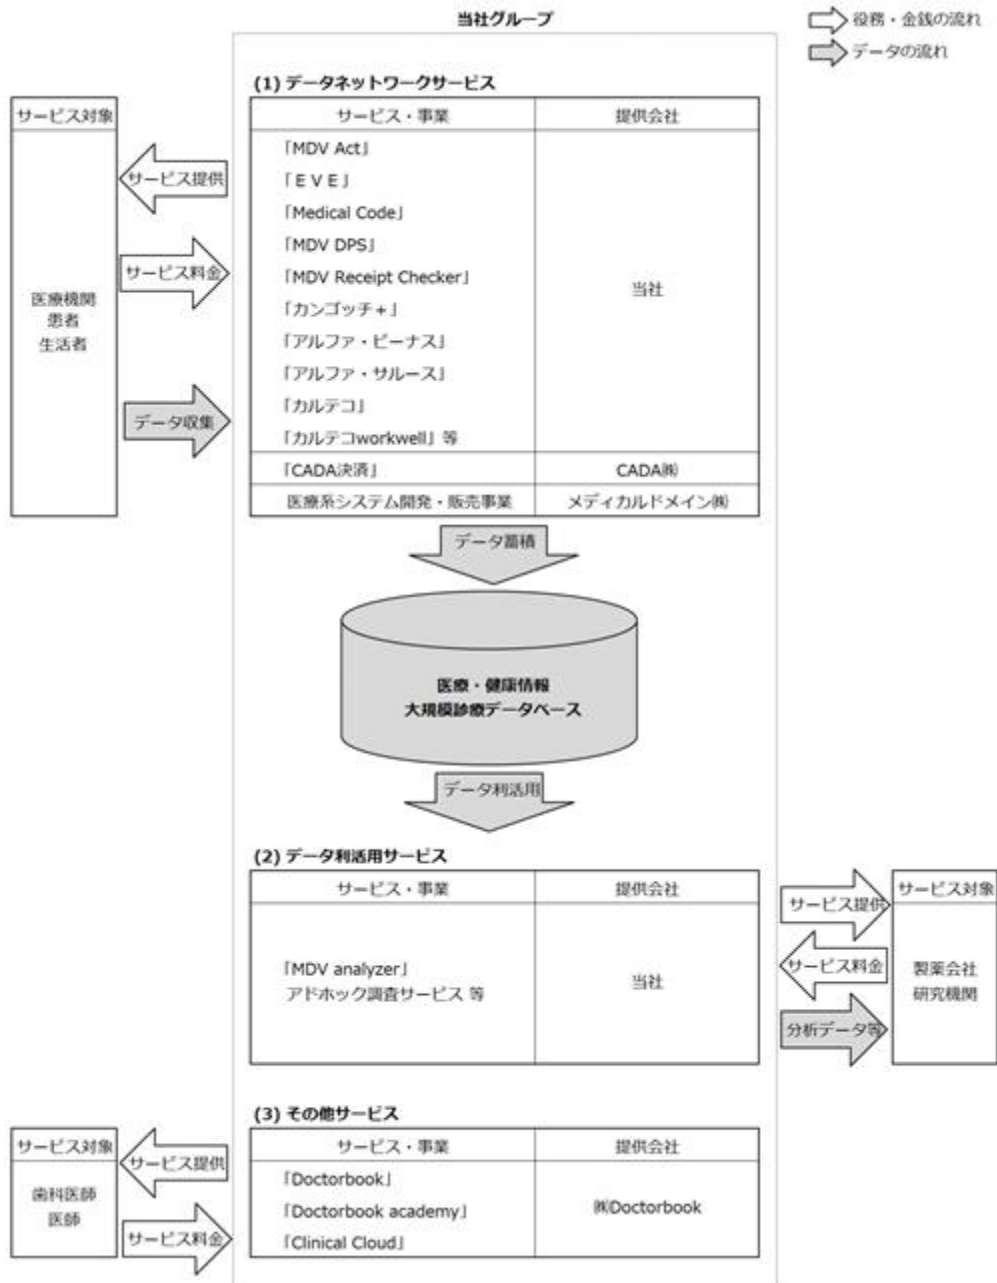 当社グループ
役務・金銭の流れ
データの流れ
(1) データネットワークサービス
サービス対象
サービス・事業
提供会社
「MDV Act」
サービス提供
「ＥＶＥ」
「Medical Code」
「MDV DPS」
サービス料金
「MDV Receipt Checker」
当社
医療機関
患者
生活者
「カンゴッチ+」
「アルファ・ビーナス」
「アルファ・サルース」
「カルテコ」
データ収集
「カルテコworkwell」等
「CADA決済」
CADA㈱
医療系システム開発・販売事業
メディカルドメイン㈱
データ蓄積
医療・健康情報
大規模診療データベース
データ利活用
(2) データ利活用サービス
サービス・事業
提供会社
サービス提供
サービス対象
「MDV analyzer」
アドホック調査サービス 等
当社
サービス料金
製薬会社
研究機関
分析データ等
(3) その他サービス
サービス対象
サービス・事業
提供会社
サービス提供
歯科医師
医師
「Doctorbook」
「Doctorbook academy」
㈱Doctorbook
サービス料金
「Clinical Cloud」